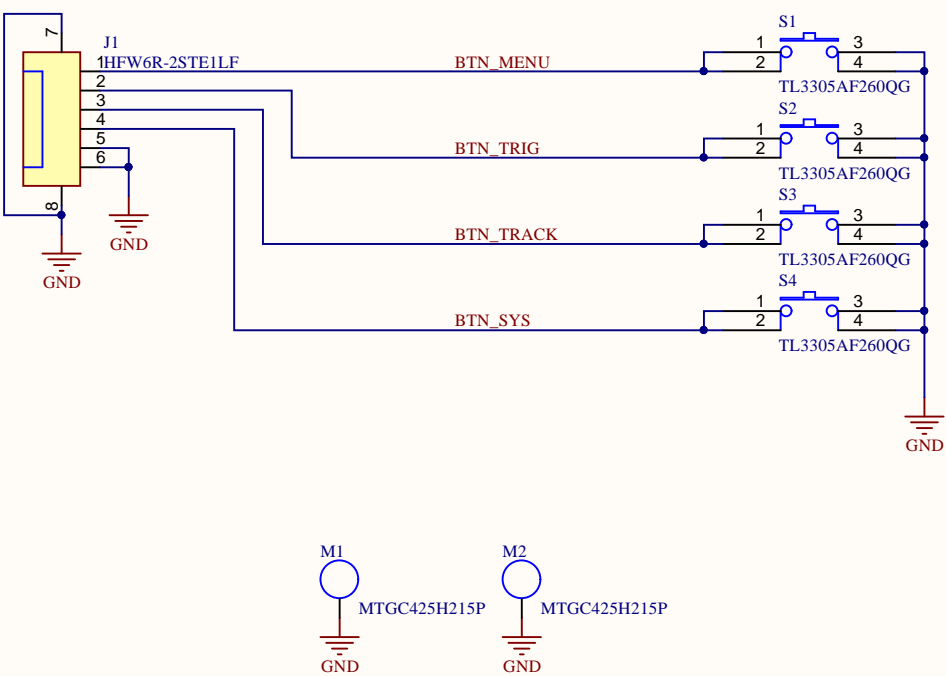 S1
7
J1
1 HFW6R-2STE1LF
BTN_MENU
1
3
2
4
2
TL3305AF260QG
3
S2
4
1
3
5
BTN_TRIG
2
4
6
TL3305AF260QG
S3
8
1
3
BTN_TRACK
2
4
GND
TL3305AF260QG
GND
S4
1
3
BTN_SYS
2
4
TL3305AF260QG
GND
M1
M2
MTGC425H215P
MTGC425H215P
GND
GND